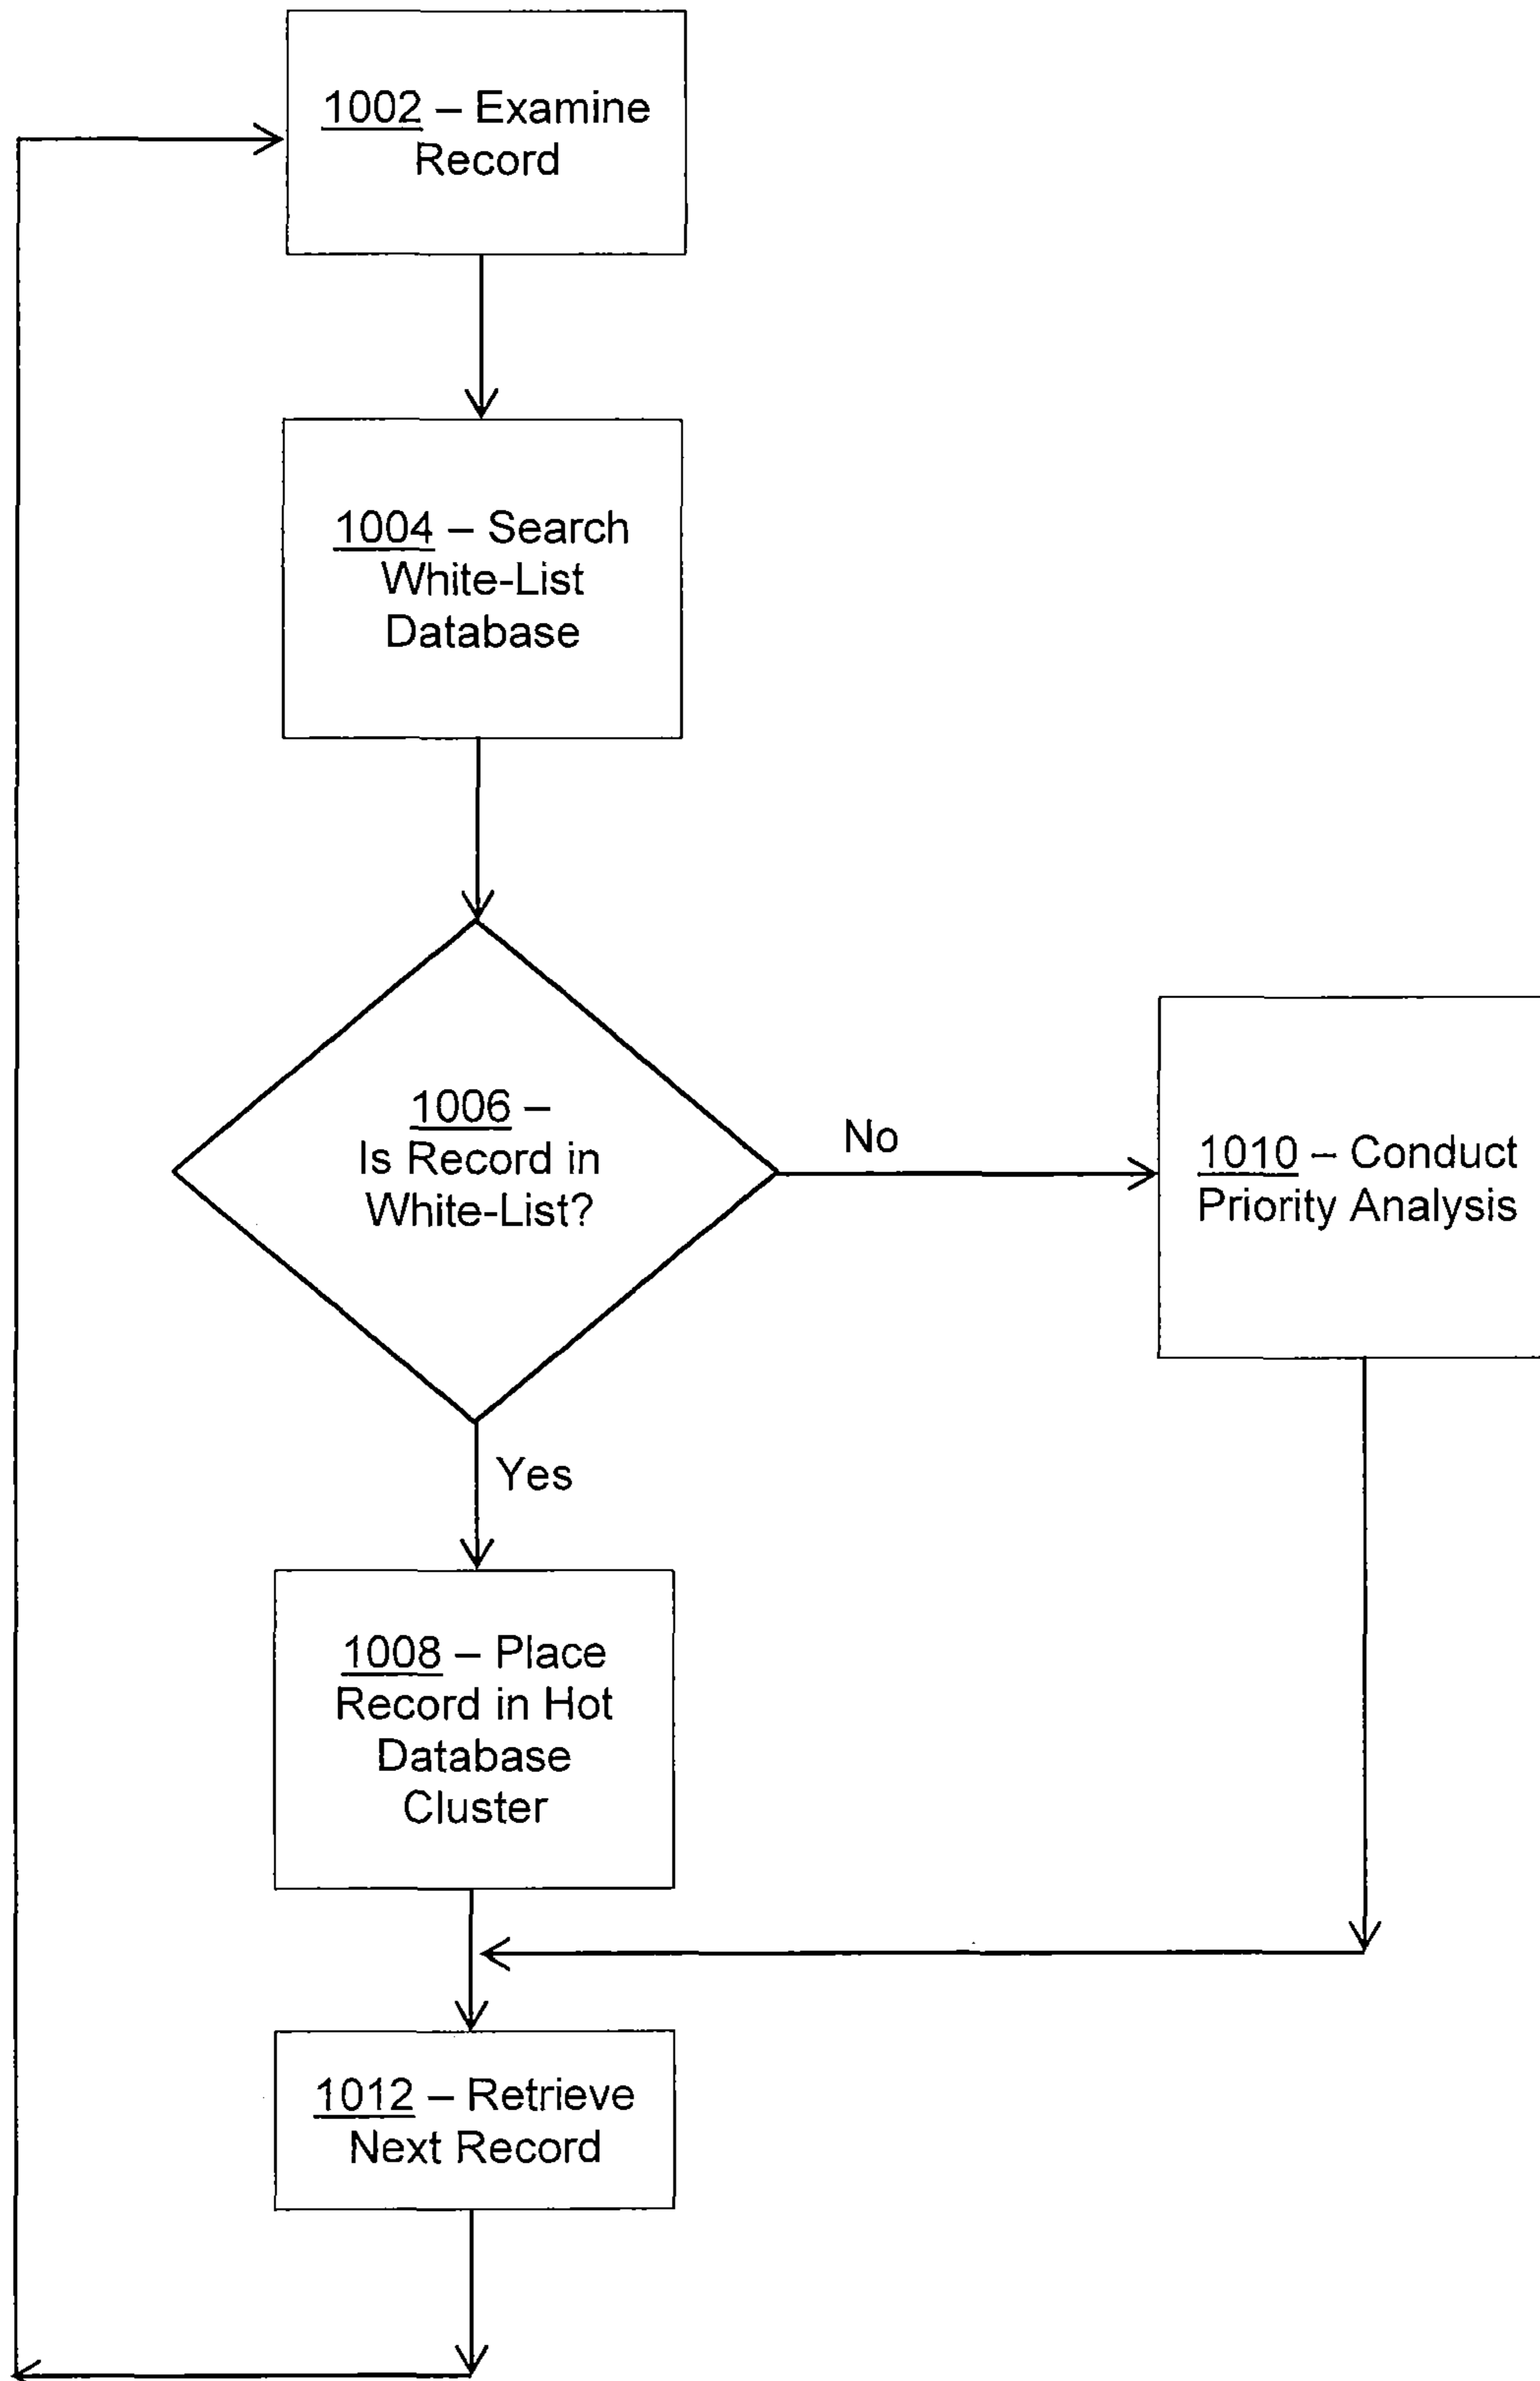 1002 – Examine
Record
1004 – Search
White-List
Database
1006 –
Is Record in
White-List?
No
1010 – Conduct
Priority Analysis
Yes
1008 – Place
Record in Hot
Database
Cluster
1012 – Retrieve
Next Record